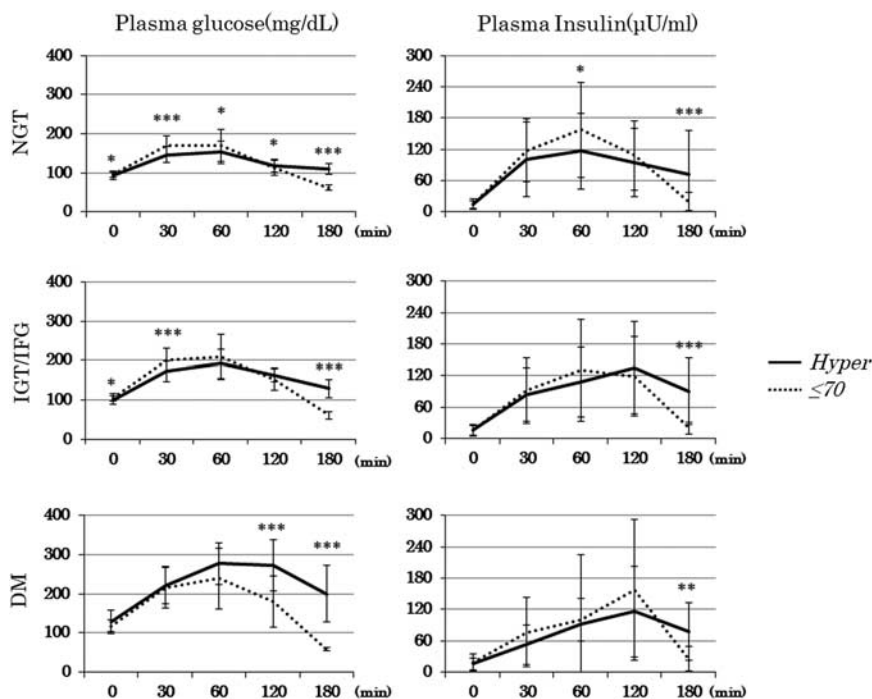 Plasma glucose(mg/dL) Plasma Insulin(µU/ml)
NGT
400
300
200
100
0
* *** * * ***
0 30 60 120 180 (min)
300
240
180
120
60
0
* ***
0 30 60 120 180 (min)
IGT/IFG
400
300
200
100
0
* *** ***
0 30 60 120 180 (min)
300
240
180
120
60
0
***
0 30 60 120 180 (min)
Hyper
≤70
DM
400
300
200
100
0
*** ***
0 30 60 120 180 (min)
300
240
180
120
60
0
**
0 30 60 120 180 (min)